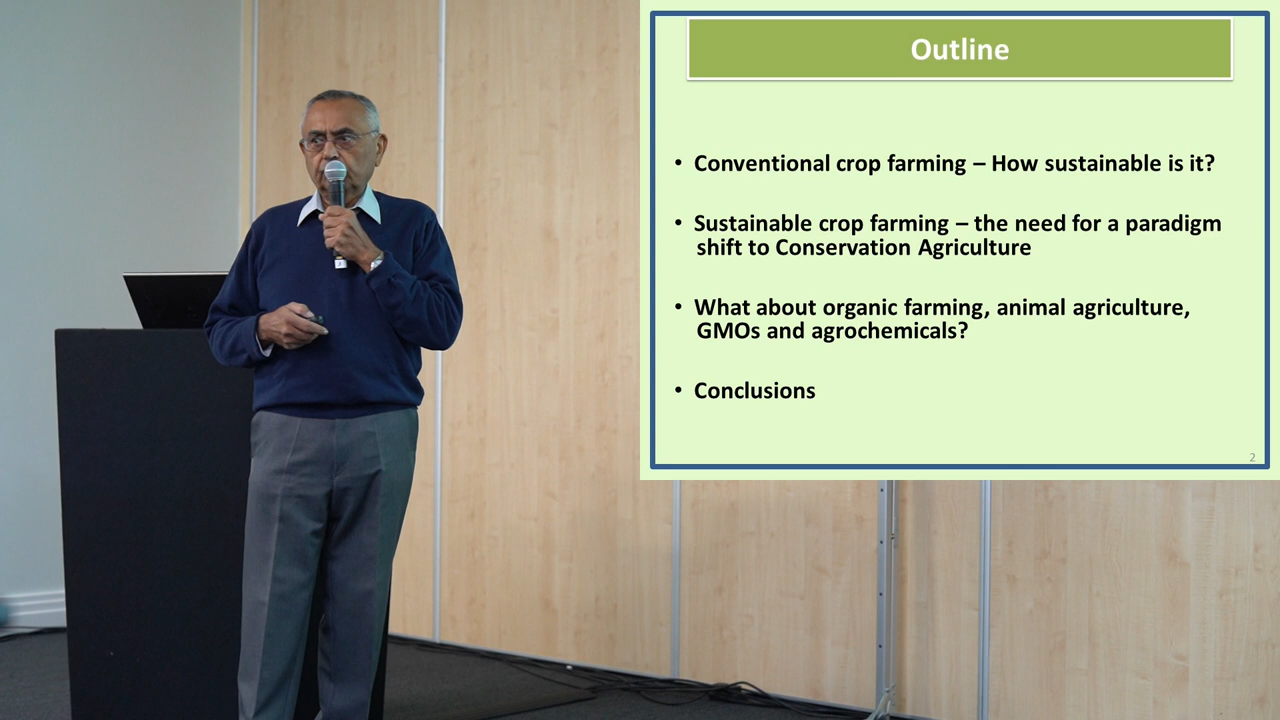 Outline
• Conventional crop farming – How sustainable is it?
• Sustainable crop farming – the need for a paradigm
shift to Conservation Agriculture
• What about organic farming, animal agriculture,
GMOs and agrochemicals?
• Conclusions
2